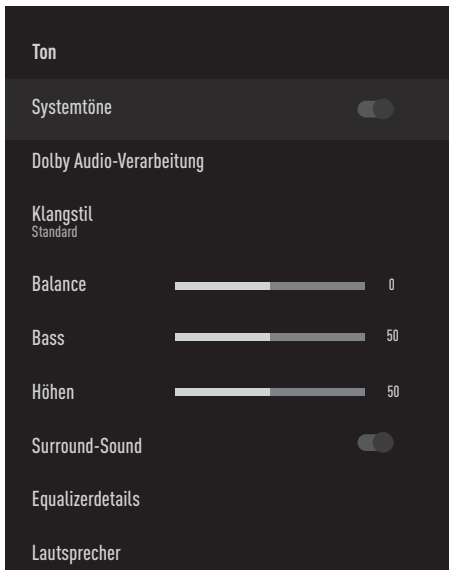 Ton
Systemtöne
Dolby Audio-Verarbeitung
Klangstil
Standard
Balance 0
Bass 50
Höhen 50
Surround-Sound
Equalizerdetails
Lautsprecher